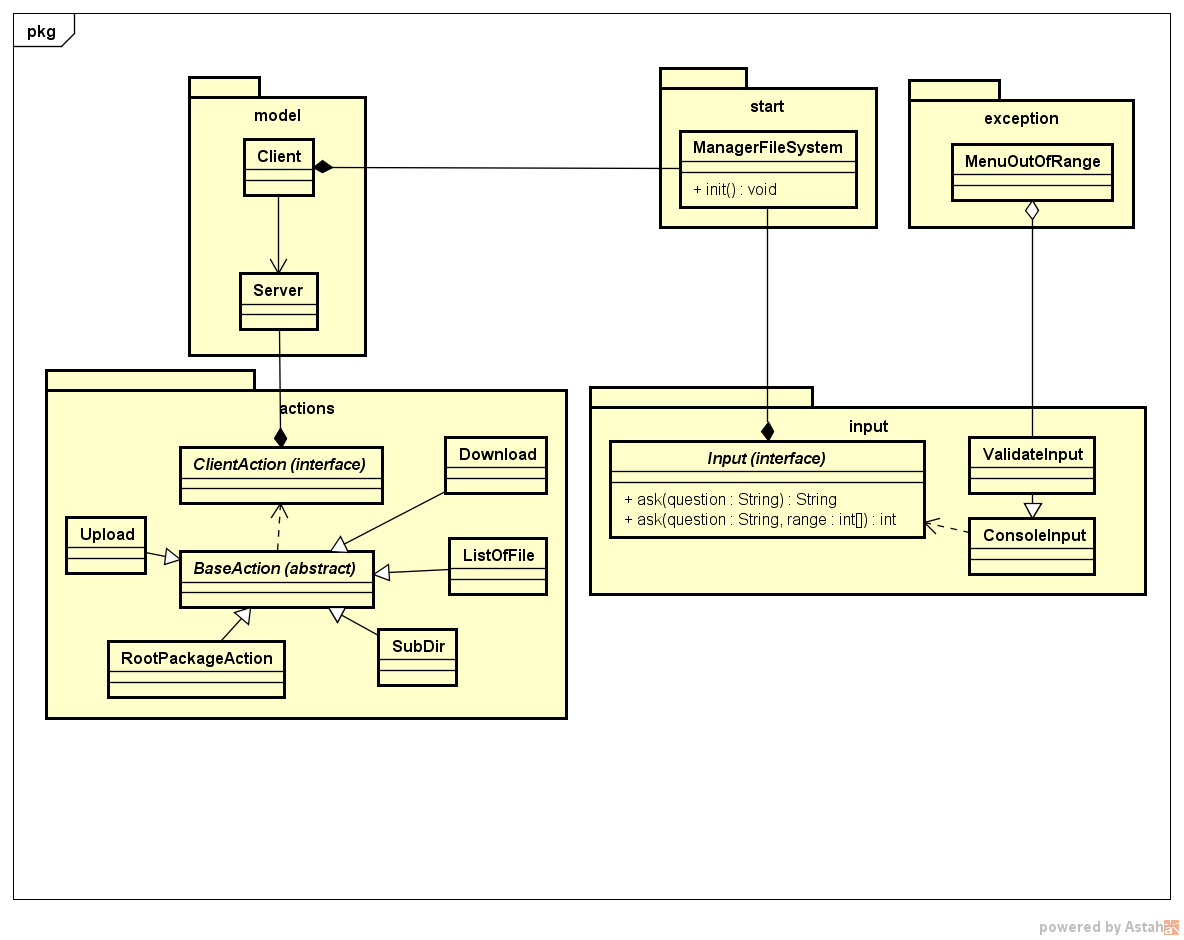 pkg
model
Client
Server
start
ManagerFileSystem
+ init() : void
exception
MenuOutOfRange
actions
ClientAction (interface)
Download
Upload
BaseAction (abstract)
ListOfFile
RootPackageAction
SubDir
input
Input (interface)
+ ask(question : String) : String
+ ask(question : String, range : int[]) : int
ValidateInput
ConsoleInput
powered by Astah